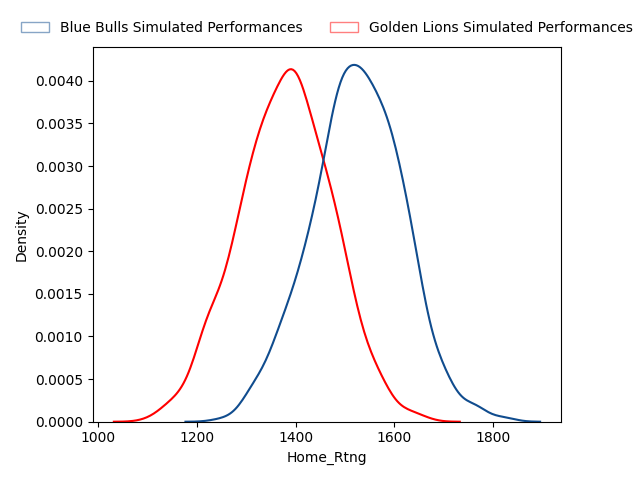 Blue Bulls Simulated Performances Golden Lions Simulated Performances
0.0040
0.0035
0.0030
0.0025
0.0020
0.0015
0.0010
0.0005
0.0000
Density
1000 1200 1400 1600 1800
Home_Rtng